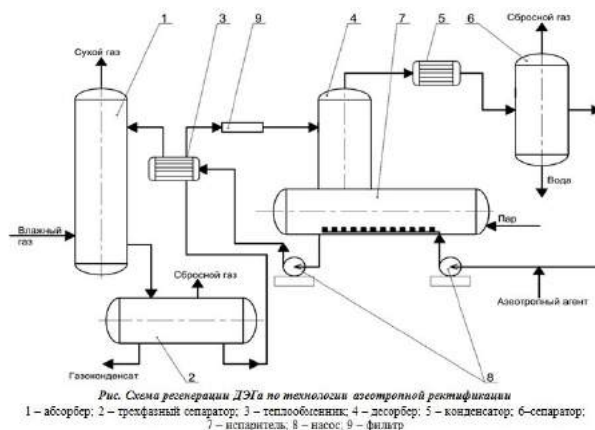 1
3
9
4
7
5
6
Сбросной газ
Сухой газ
Вода
Влажный
газ
Пар
Сбросной газ
Азеотропный агент
Газоконденсат
2
8
Рис. Схема регенерации ДЭГа по технологии азеотропной ректификации
1 – абсорбер; 2 – трехфазный сепаратор; 3 – теплообменник; 4 – десорбер; 5 – конденсатор; 6–сепаратор;
7 – испаритель; 8 – насос; 9 – фильтр